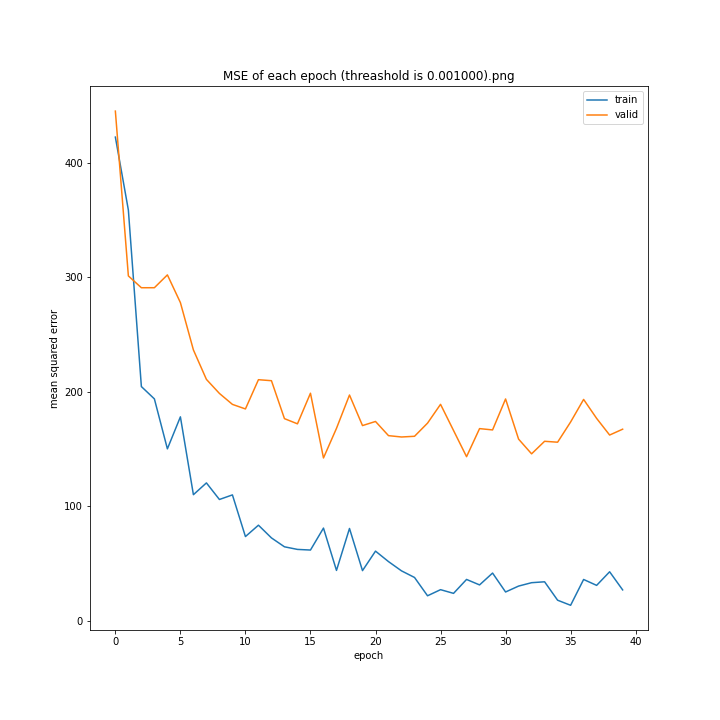 MSE of each epoch (threashold is 0.001000).png
train
valid
mean squared error
400
300
200
100
0
0 5 10 15 20 25 30 35 40
epoch